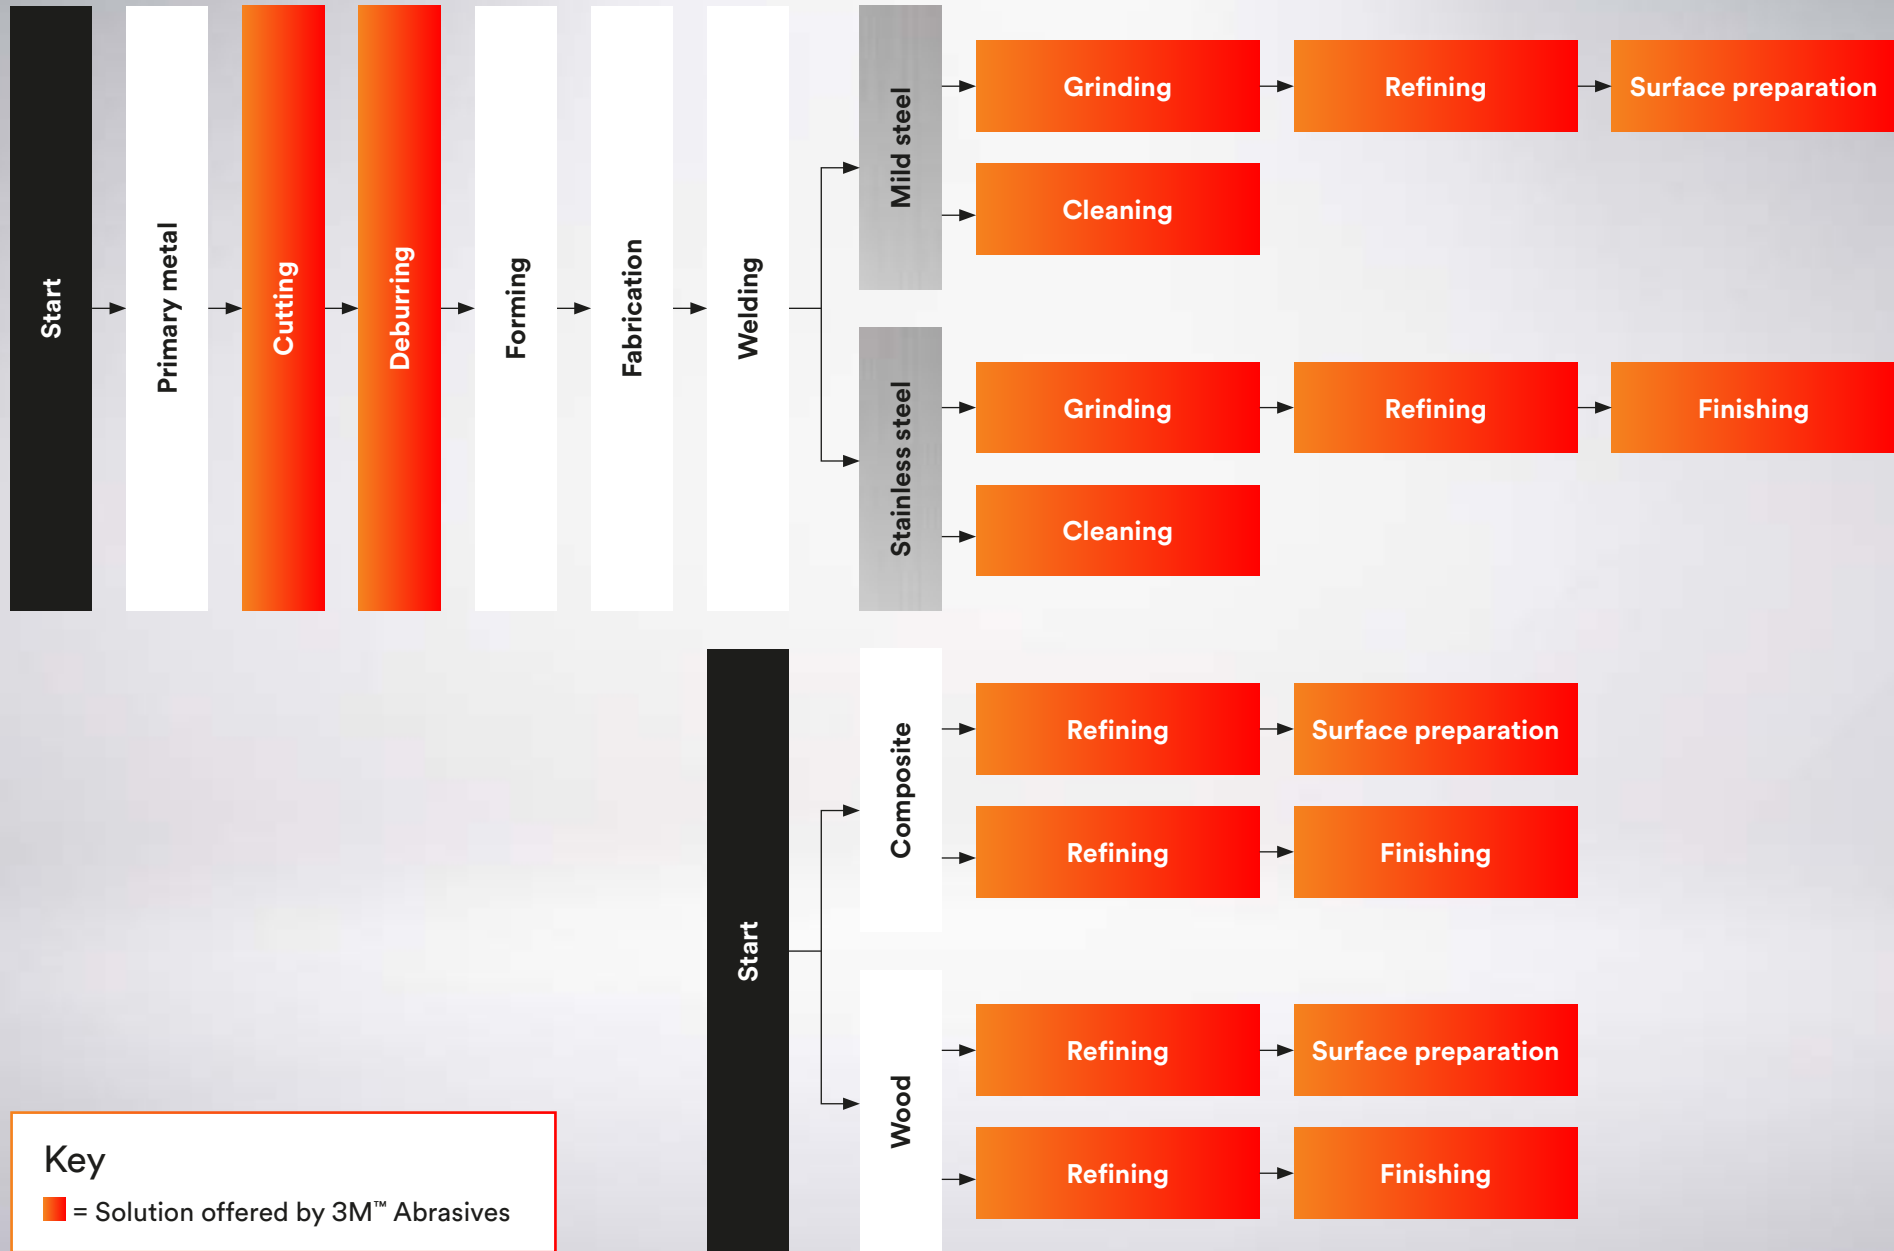 Start
Primary metal
Cutting
Deburring
Forming
Fabrication
Welding
Mild steel
Grinding
Refining
Surface preparation
Cleaning
Stainless steel
Grinding
Refining
Finishing
Cleaning
Start
Composite
Refining
Surface preparation
Refining
Finishing
Wood
Refining
Surface preparation
Refining
Finishing
Key
= Solution offered by 3M™ Abrasives